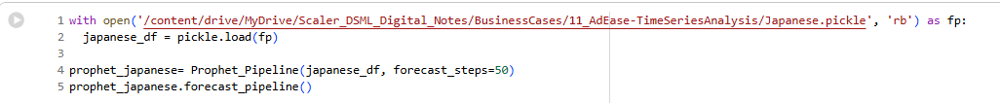 1 with open('/content/drive/MyDrive/Scaler_DSML_Digital_Notes/BusinessCases/11_AdEase-TimeSeriesAnalysis/Japanese.pickle', 'rb') as fp:
2   japanese_df = pickle.load(fp)
3
4 prophet_japanese= Prophet_Pipeline(japanese_df, forecast_steps=50)
5 prophet_japanese.forecast_pipeline()